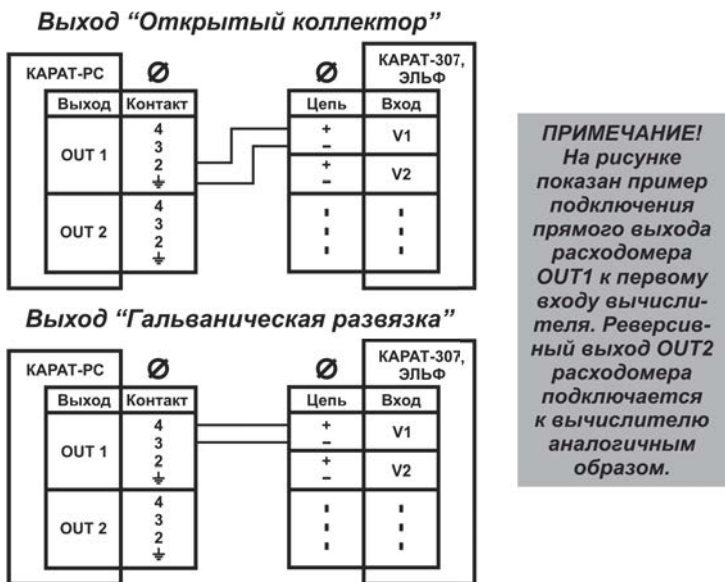 Выход “Открытый коллектор”
КАРАТ-РС
Ø
Ø
КАРАТ-307,
ЭЛЬФ
Выход Контакт
Цепь Вход
OUT 1
4
3
2
+
–
V1
+
–
V2
OUT 2
4
3
2
Выход “Гальваническая развязка”
КАРАТ-РС
Ø
Ø
КАРАТ-307,
ЭЛЬФ
Выход Контакт
Цепь Вход
OUT 1
4
3
2
+
–
V1
+
–
V2
OUT 2
4
3
2
ПРИМЕЧАНИЕ!
На рисунке
показан пример
подключения
прямого выхода
расходомера
OUT1 к первому
входу вычисли-
теля. Реверсив-
ный выход OUT2
расходомера
подключается
к вычислителю
аналогичным
образом.